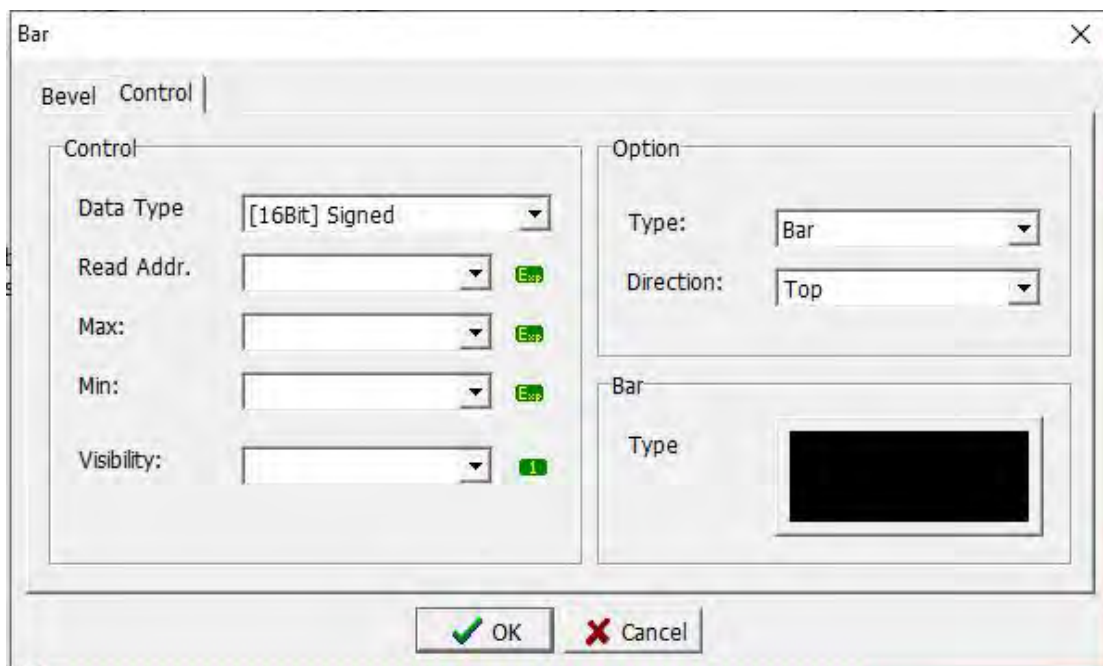 Bar
Bevel Control
Control
Data Type [16Bit] Signed
Read Addr. Exp
Max: Exp
Min: Exp
Visibility: 1
Option
Type: Bar
Direction: Top
Bar
Type
OK Cancel